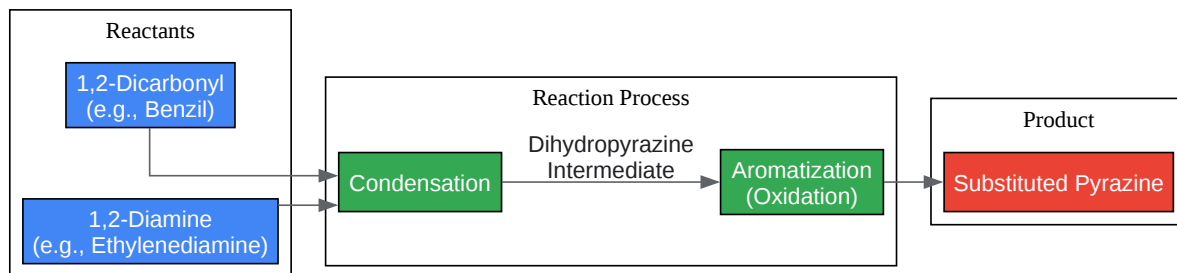 Reactants
1,2-Dicarbonyl
(e.g., Benzil)
1,2-Diamine
(e.g., Ethylenediamine)
Reaction Process
Condensation
Dihydropyrazine
Intermediate
Aromatization
(Oxidation)
Product
Substituted Pyrazine